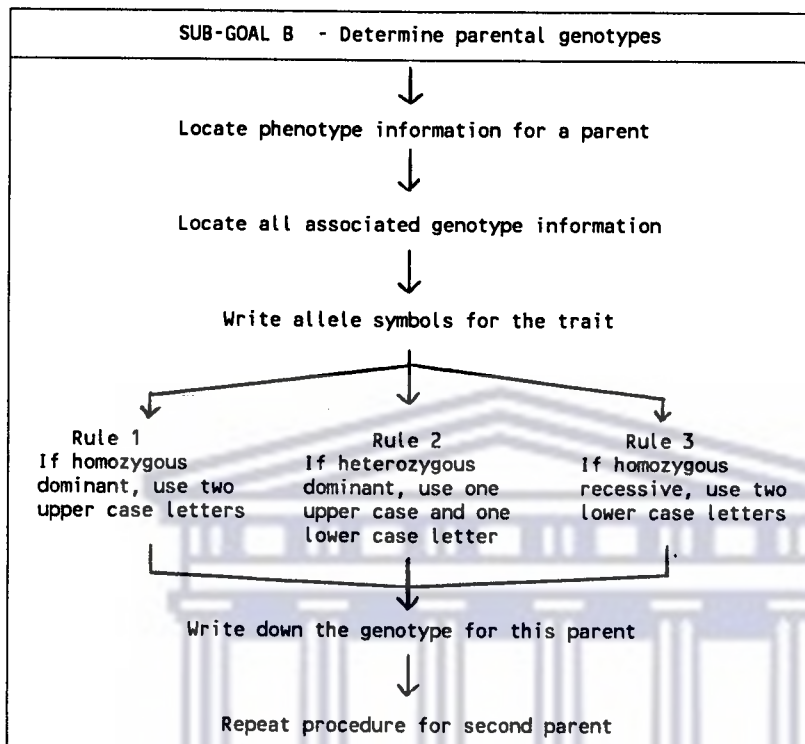 SUB-GOAL B - Determine parental genotypes
Locate phenotype information for a parent
Locate all associated genotype information
Write allele symbols for the trait
Rule 1
If homozygous
dominant, use two
upper case letters
Rule 2
If heterozygous
dominant, use one
upper case and one
lower case letter
Rule 3
If homozygous
recessive, use two
lower case letters
Write down the genotype for this parent
Repeat procedure for second parent